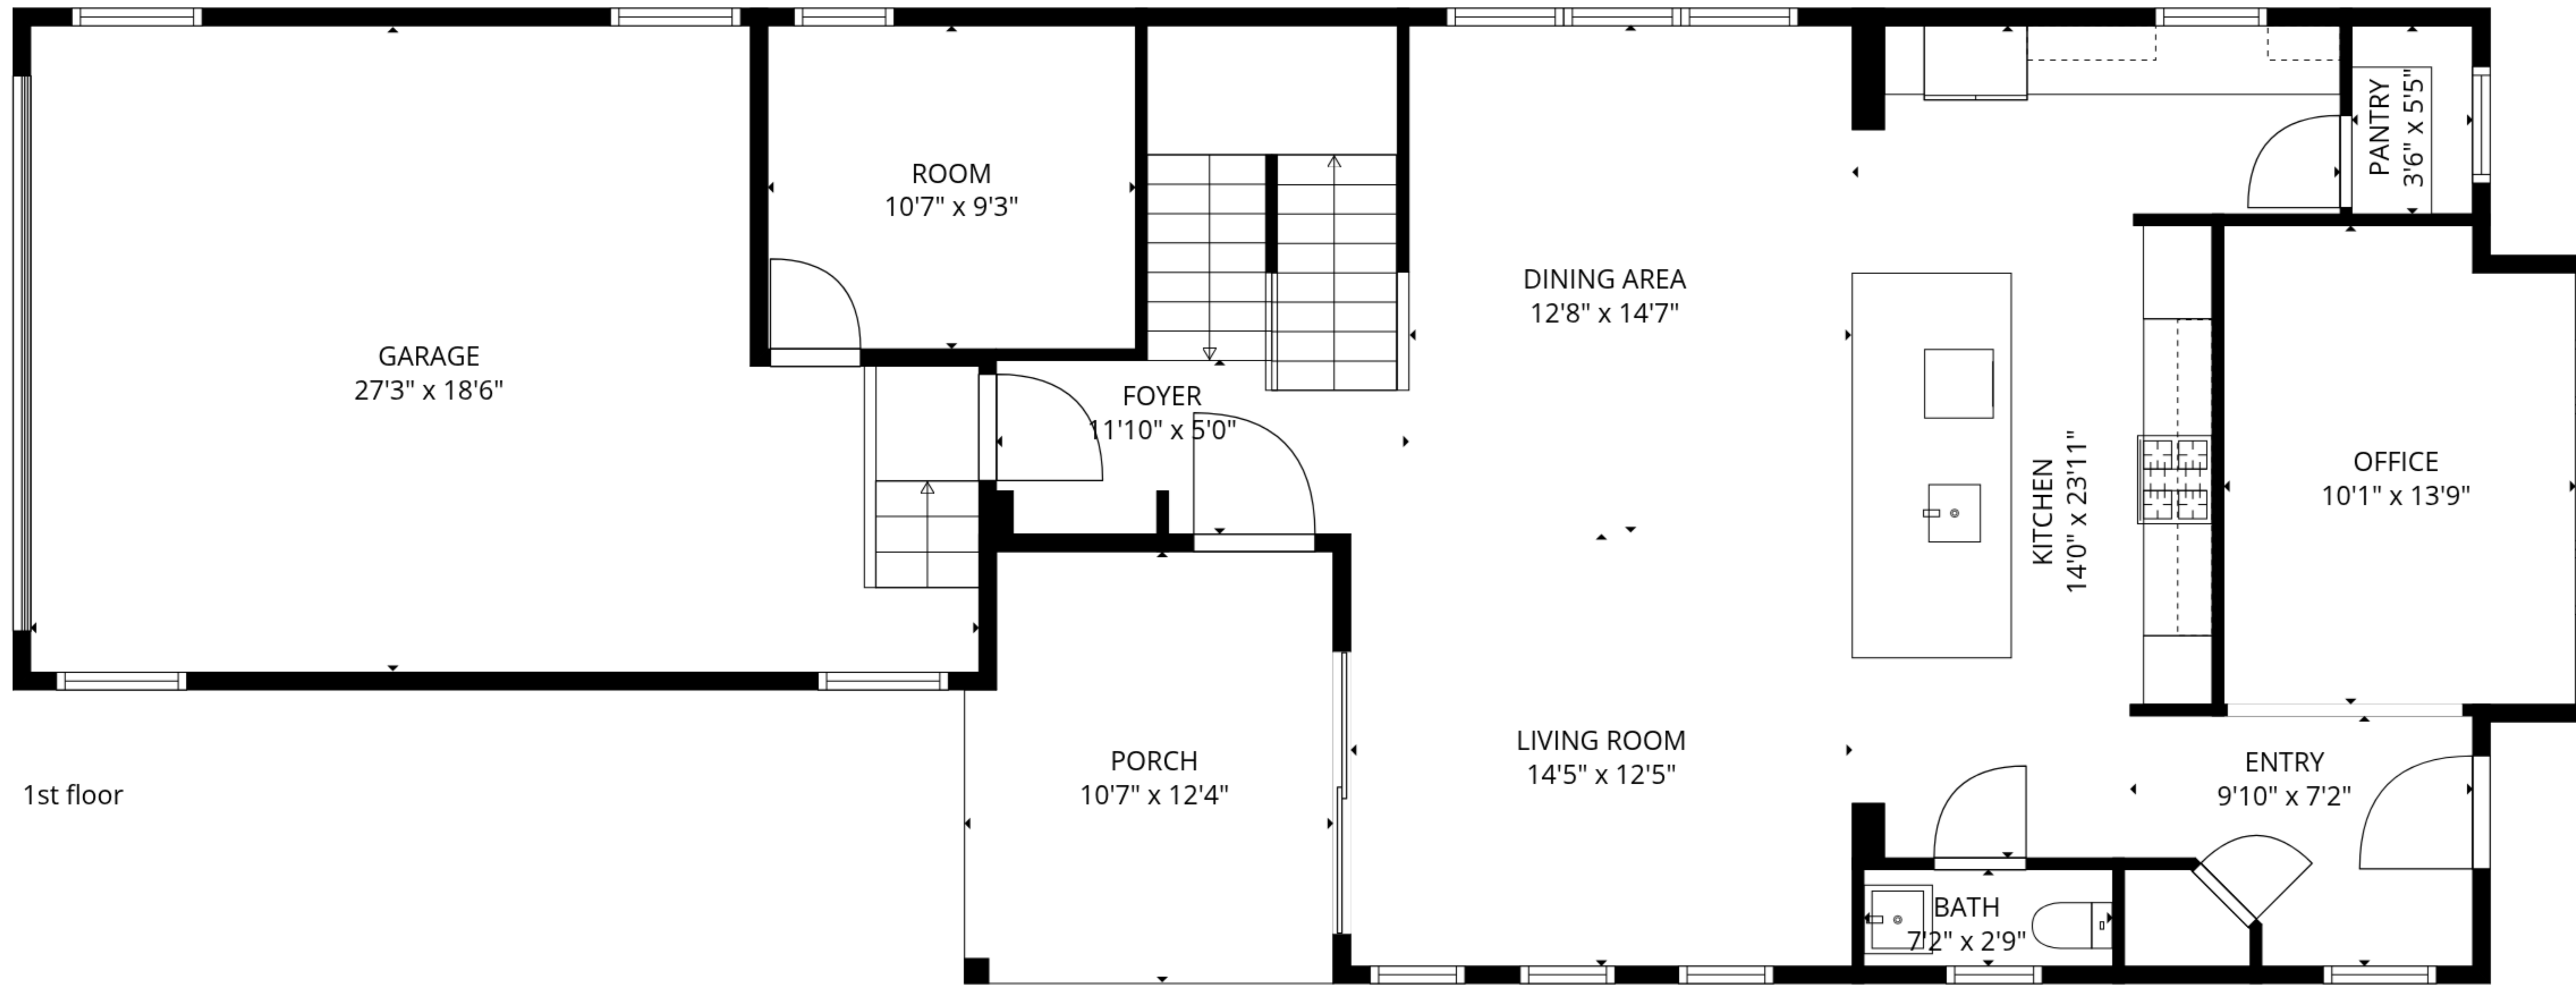 GARAGE
27'3" x 18'6"
ROOM
10'7" x 9'3"
FOYER
11'10" x 5'0"
PORCH
10'7" x 12'4"
DINING AREA
12'8" x 14'7"
LIVING ROOM
14'5" x 12'5"
KITCHEN
14'0" x 23'11"
PANTRY
3'6" x 5'5"
OFFICE
10'1" x 13'9"
ENTRY
9'10" x 7'2"
BATH
7'2" x 2'9"
1st floor